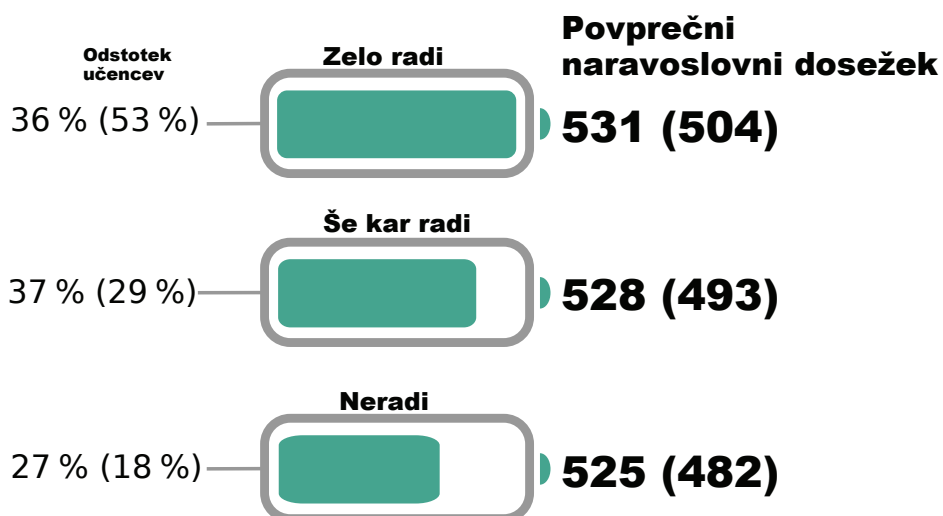 Povprečni
naravoslovni dosežek
Odstotek
učencev
Zelo radi
36 % (53 %)
531 (504)
Še kar radi
37 % (29 %)
528 (493)
Neradi
27 % (18 %)
525 (482)